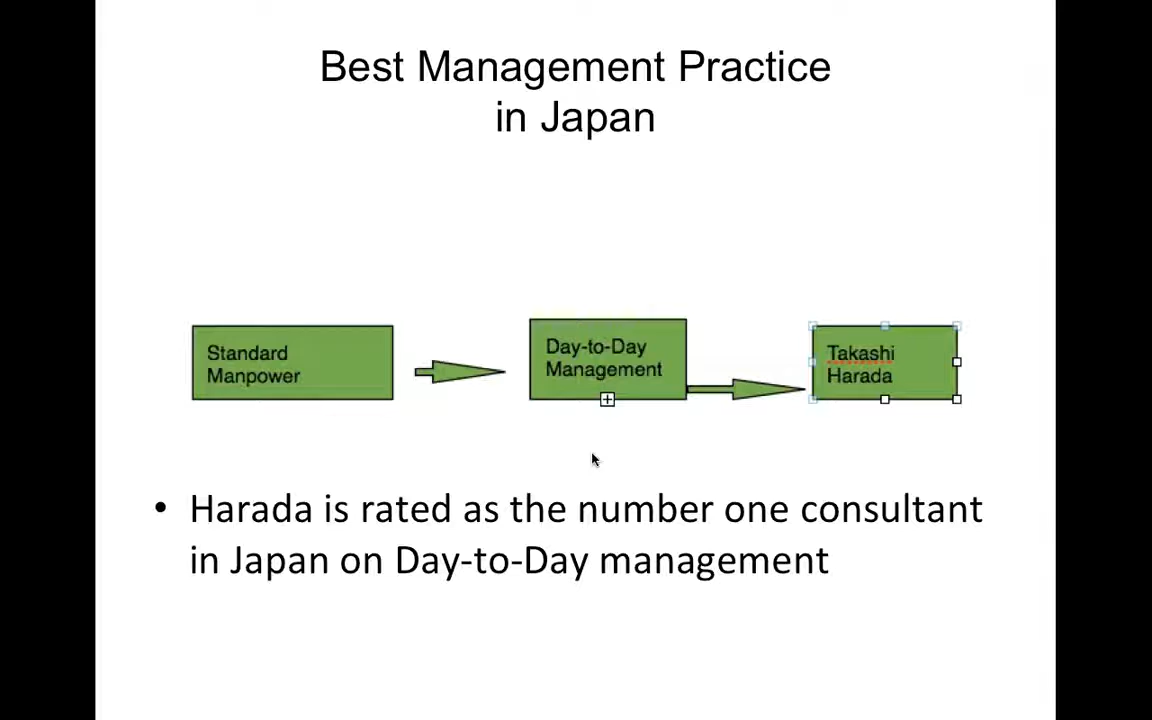 Best Management Practice
in Japan
Standard
Manpower
Day-to-Day
Management
Takashi
Harada
• Harada is rated as the number one consultant
in Japan on Day-to-Day management